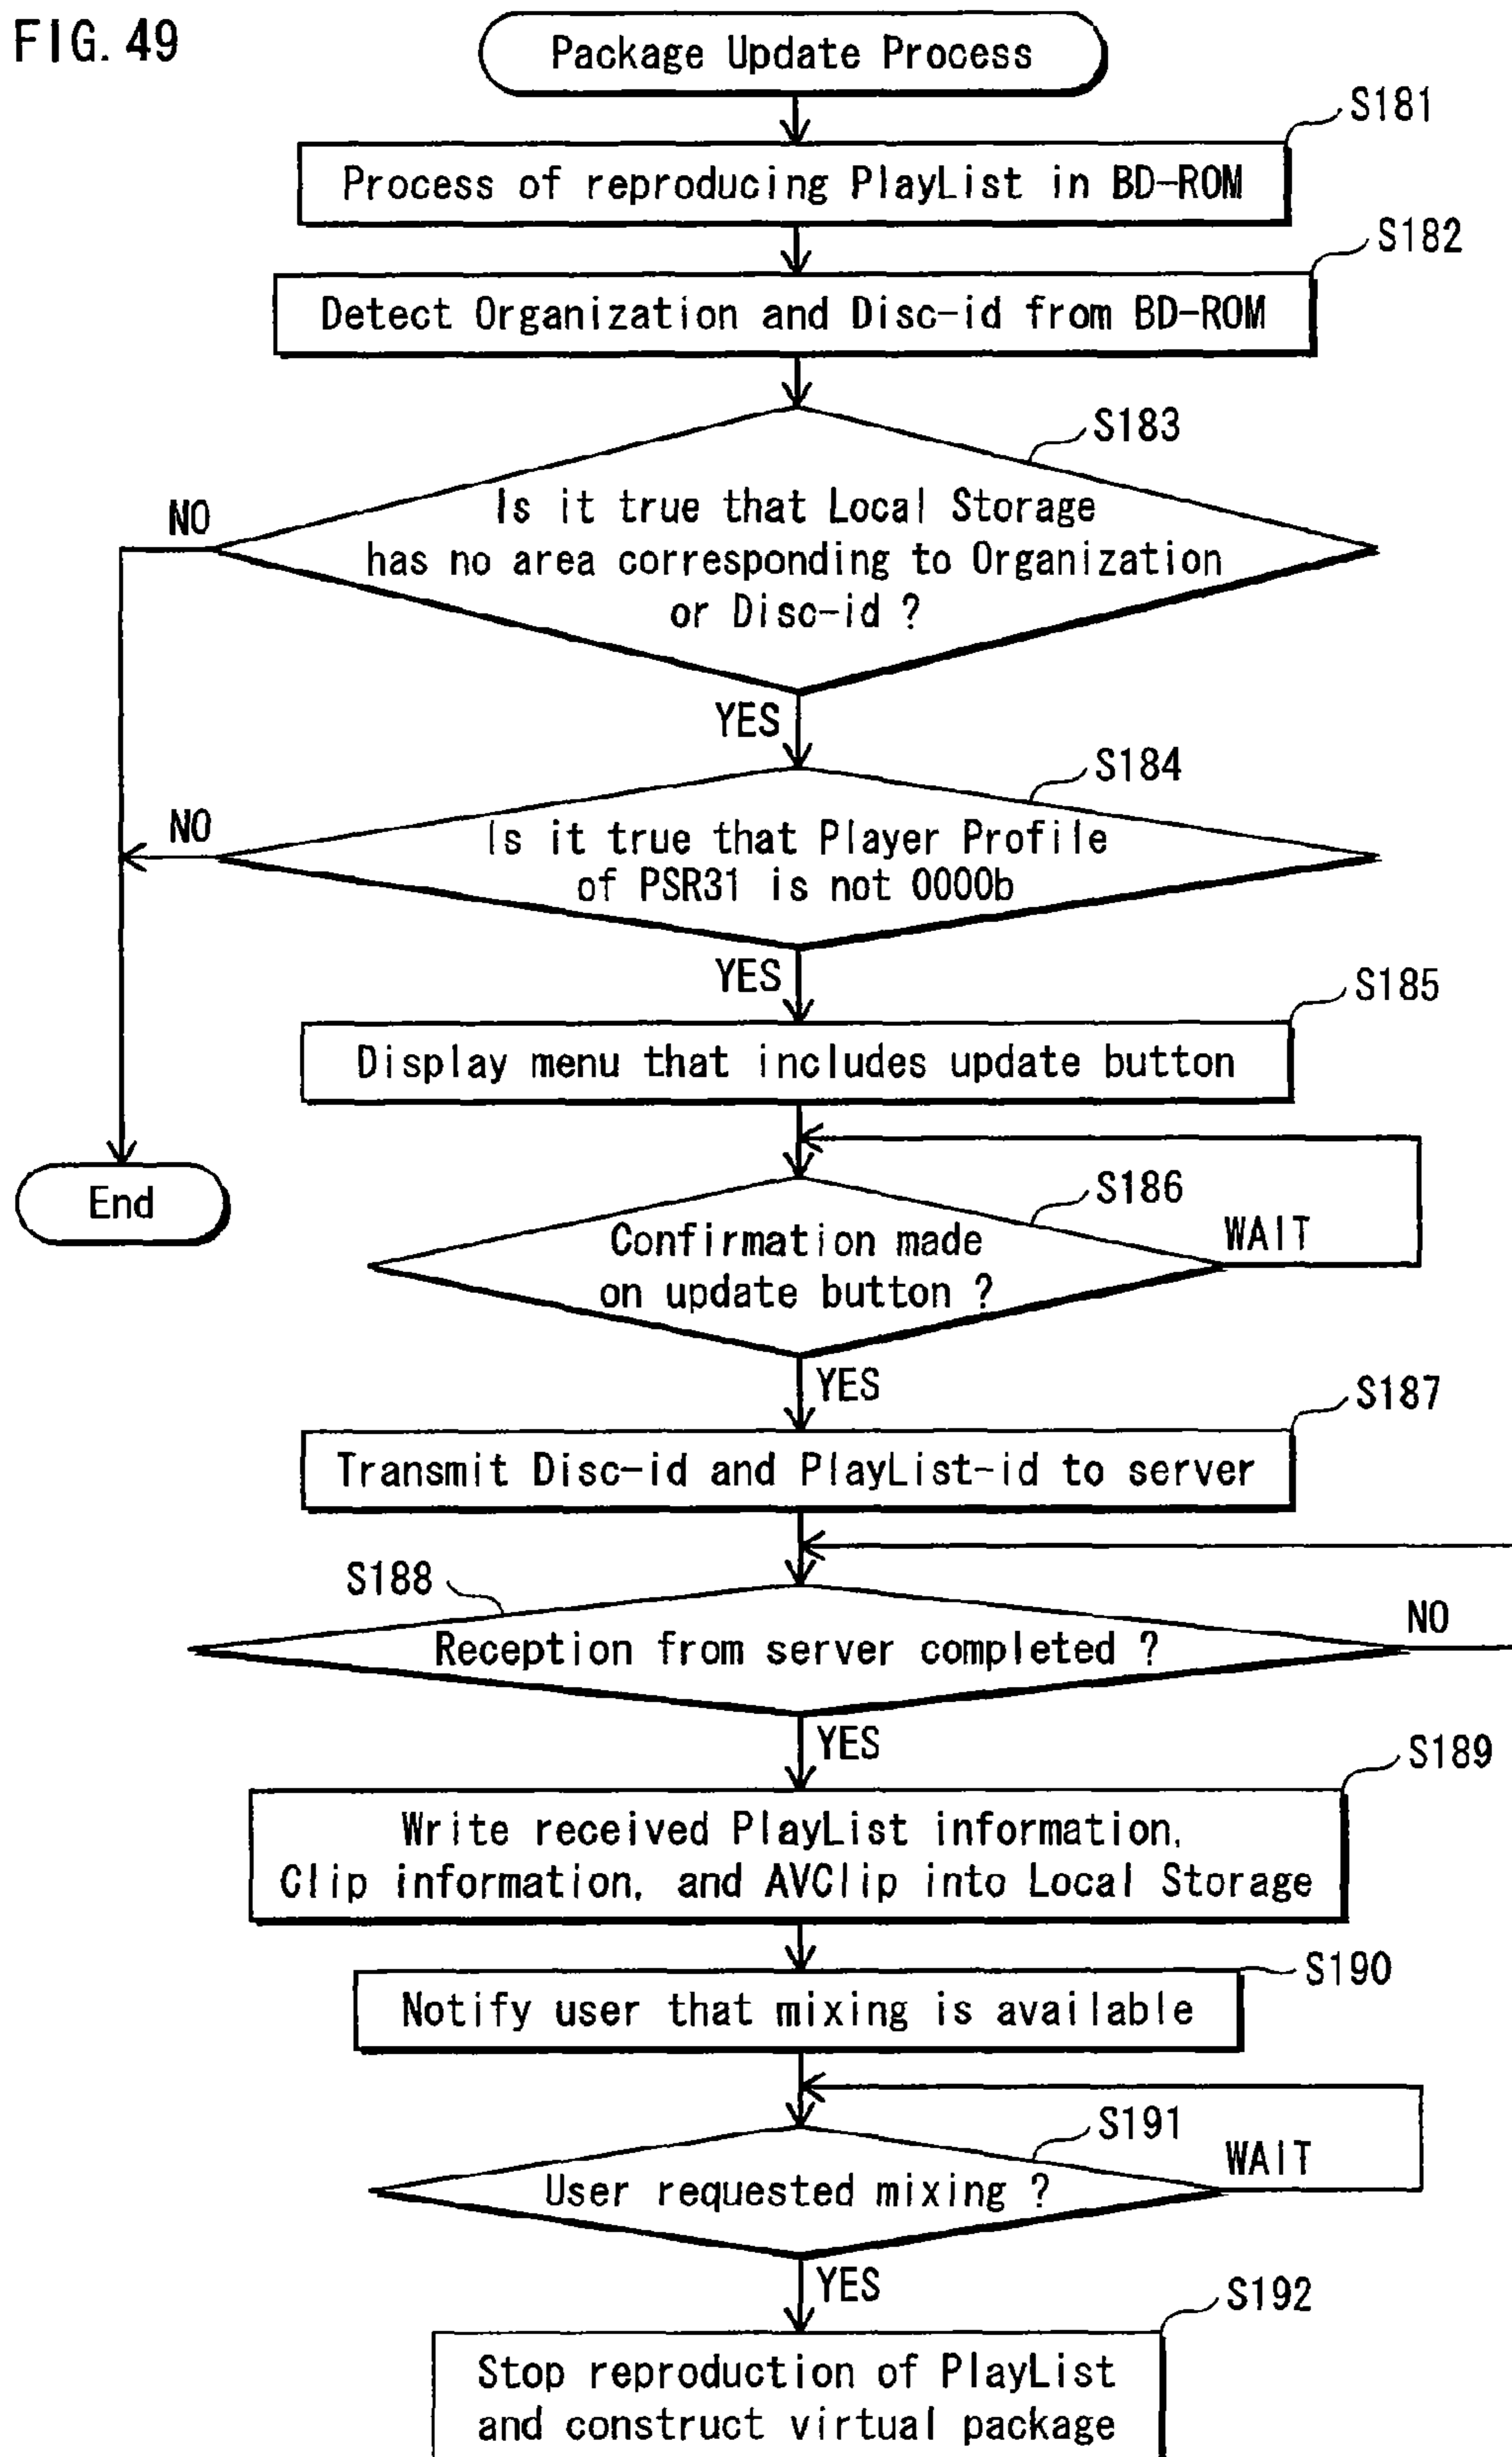 FIG. 49
Package Update Process
S181
Process of reproducing PlayList in BD-ROM
S182
Detect Organization and Disc-id from BD-ROM
S183
Is it true that Local Storage
has no area corresponding to Organization
or Disc-id ?
NO
YES
S184
Is it true that Player Profile
of PSR31 is not 0000b
NO
YES
S185
Display menu that includes update button
End
S186
Confirmation made
on update button ?
WAIT
YES
S187
Transmit Disc-id and PlayList-id to server
S188
Reception from server completed ?
NO
YES
S189
Write received PlayList information,
Clip information, and AVClip into Local Storage
S190
Notify user that mixing is available
S191
User requested mixing ?
WAIT
YES
S192
Stop reproduction of PlayList
and construct virtual package